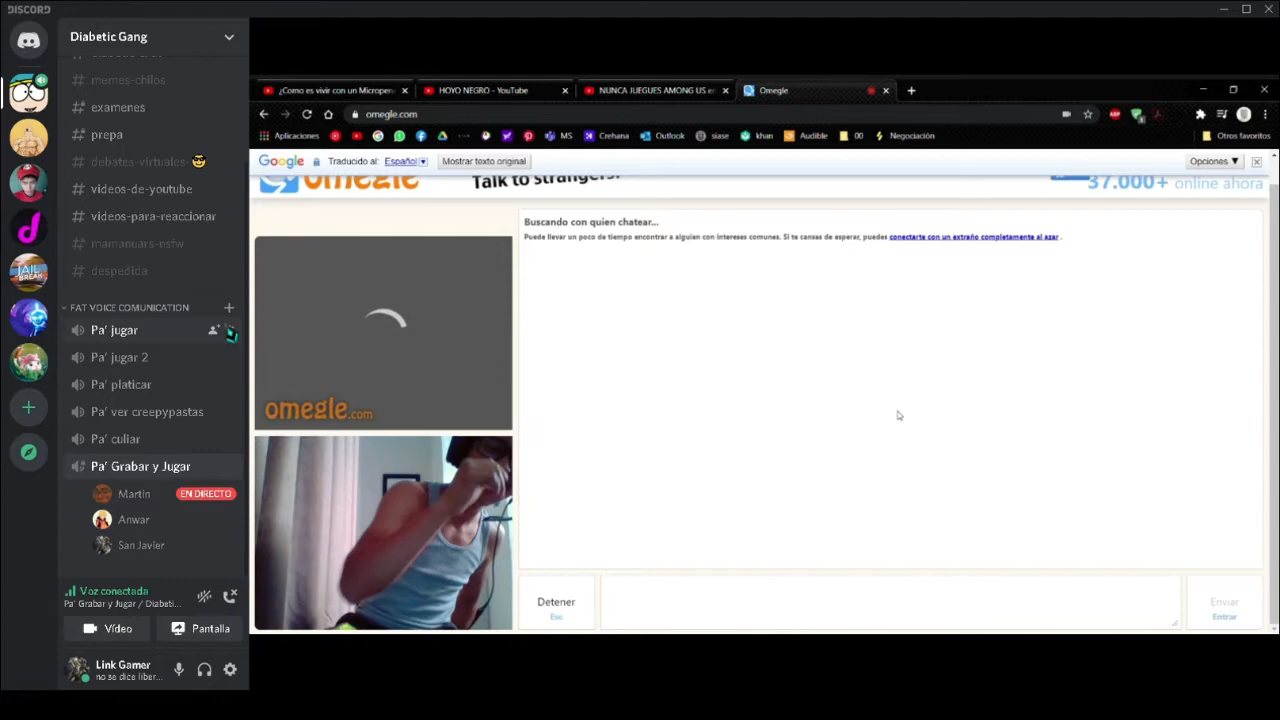 DISCORD
Diabetic Gang
memes-chilos
examenes
prepa
debates-virtuales-😎
videos-de-youtube
videos-para-reaccionar
mamanuars-nsfw
despedida
FAT VOICE COMUNICATION
Pa' jugar
Pa' jugar 2
Pa' platicar
Pa' ver creepypastas
Pa' culiar
Pa' Grabar y Jugar
Martin EN DIRECTO
Anwar
San Javier
Voz conectada
Pa' Grabar y Jugar / Diabeti...
Vídeo Pantalla
Link Gamer
no se dice liber...
JAIL BREAK
¿Como es vivir con un Microper HOYO NEGRO - YouTube NUNCA JUEGUES AMONG US e Omegle
omegle.com
Aplicaciones MS Crehana Outlook siase khan Audible 00 Negociación Otros favoritos
Google Traducido al: Español Mostrar texto original Opciones
omegle Talk to strangers! 37.000+ online ahora
Buscando con quien chatear...
Puede llevar un poco de tiempo encontrar a alguien con intereses comunes. Si te cansas de esperar, puedes conectarte con un extraño completamente al azar .
omegle.com
Detener
Esc
Enviar
Entrar